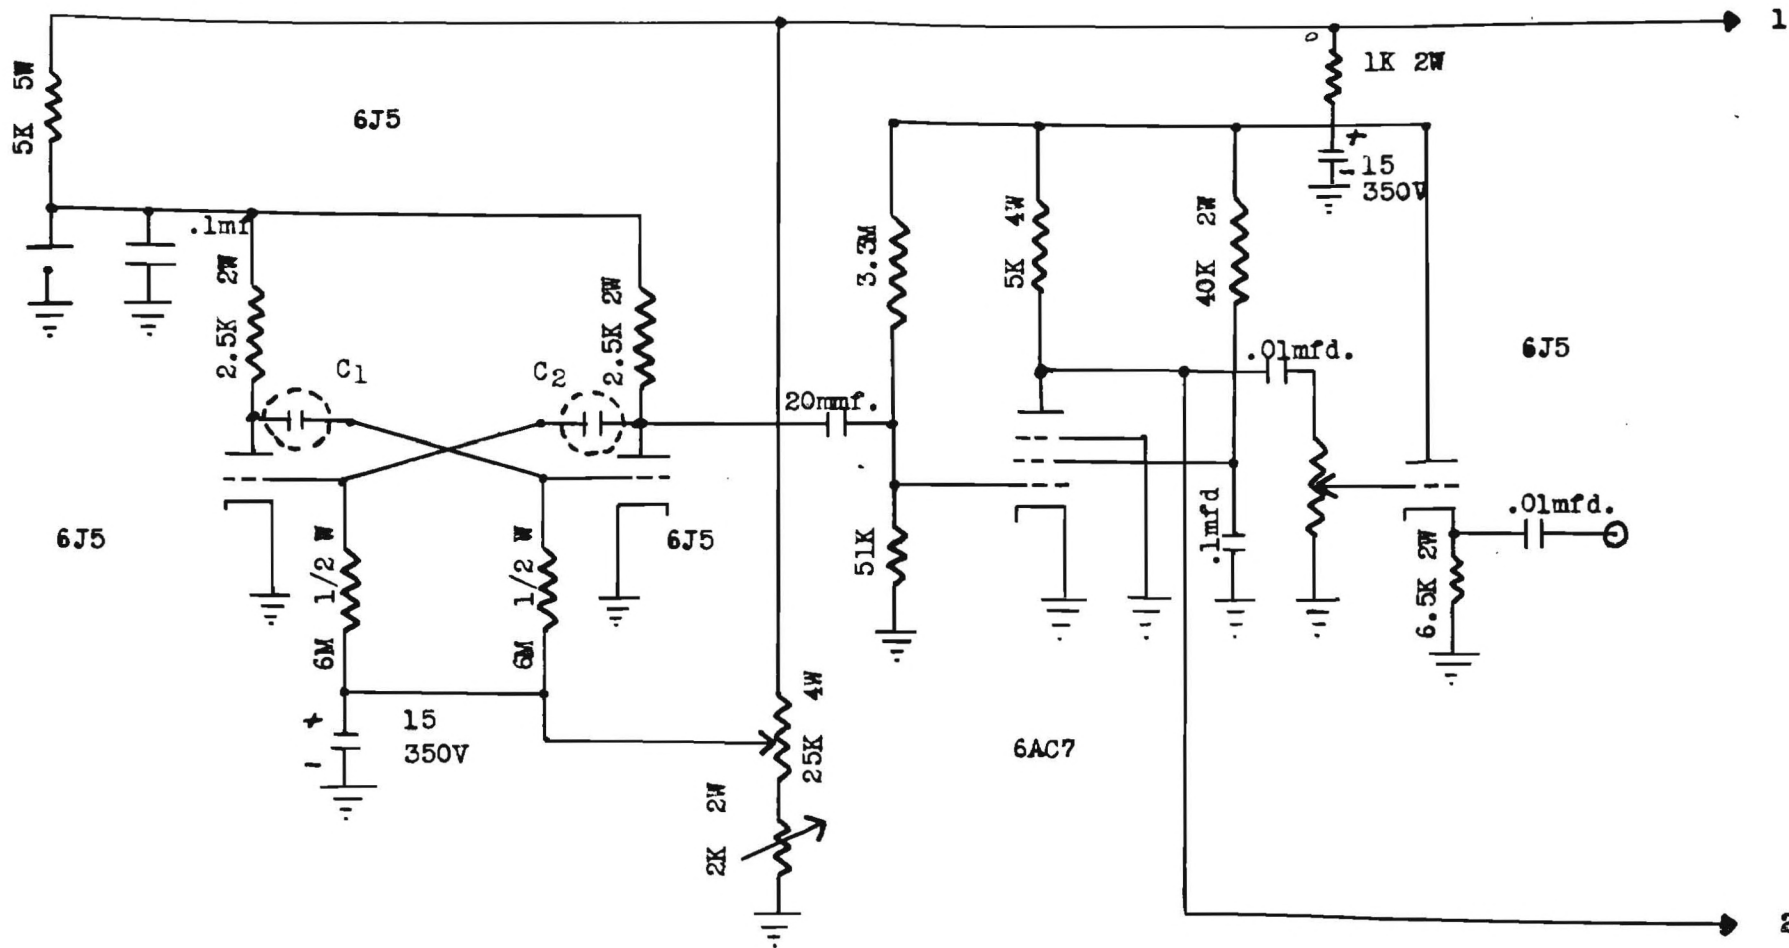 1
1K 2W
5K 5W
6J5
+
-15
350V
.1mf
2.5K 2W
2.5K 2W
3.3M
5K 4W
40K 2W
C1
C2
20mmf.
.01mfd.
6J5
6J5
6J5
51K
.1mfd
.01mfd.
6.5K 2W
6M 1/2 W
6M 1/2 W
+
-
15
350V
25K 4W
6AC7
2K 2W
2